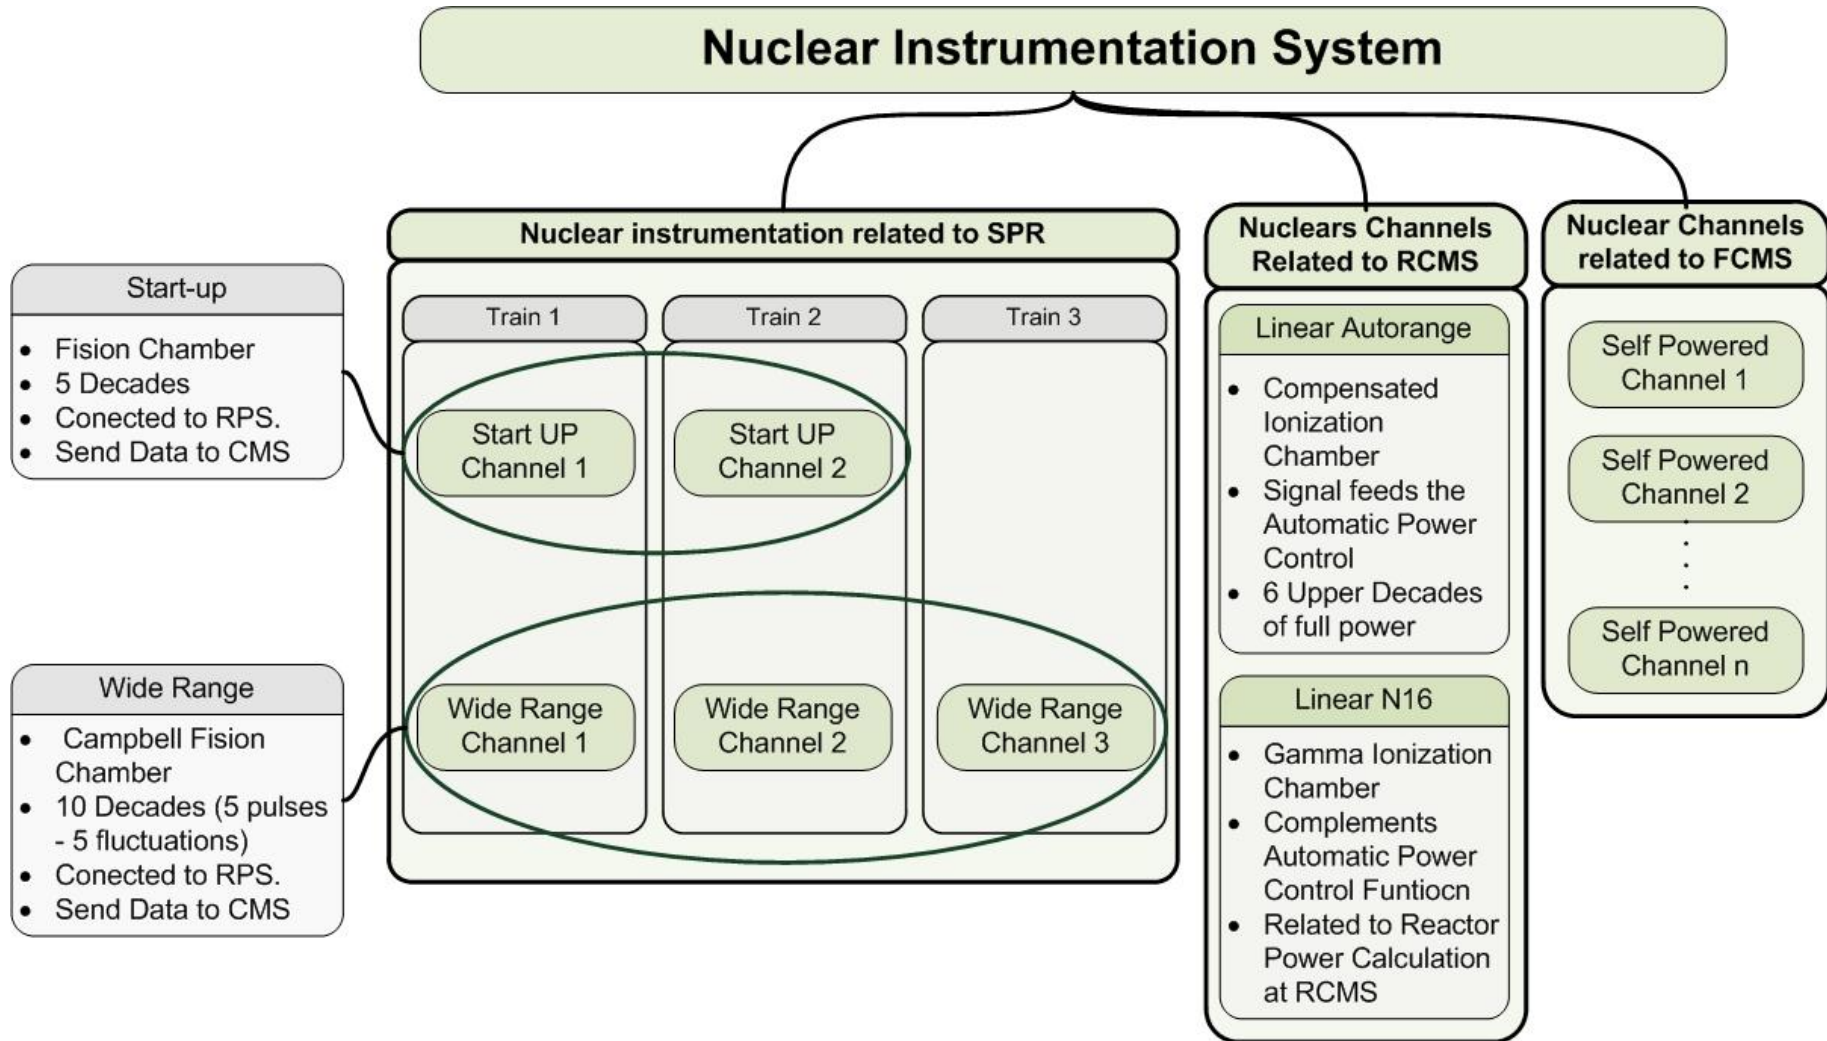 Nuclear Instrumentation System
Nuclear instrumentation related to SPR
Nuclears Channels
Related to RCMS
Nuclear Channels
related to FCMS
Start-up
• Fision Chamber
• 5 Decades
• Conected to RPS.
• Send Data to CMS
Wide Range
• Campbell Fision
Chamber
• 10 Decades (5 pulses
- 5 fluctuations)
• Conected to RPS.
• Send Data to CMS
Train 1
Train 2
Train 3
Start UP
Channel 1
Start UP
Channel 2
Wide Range
Channel 1
Wide Range
Channel 2
Wide Range
Channel 3
Linear Autorange
• Compensated
Ionization
Chamber
• Signal feeds the
Automatic Power
Control
• 6 Upper Decades
of full power
Linear N16
• Gamma Ionization
Chamber
• Complements
Automatic Power
Control Funtiocn
• Related to Reactor
Power Calculation
at RCMS
Self Powered
Channel 1
Self Powered
Channel 2
Self Powered
Channel n